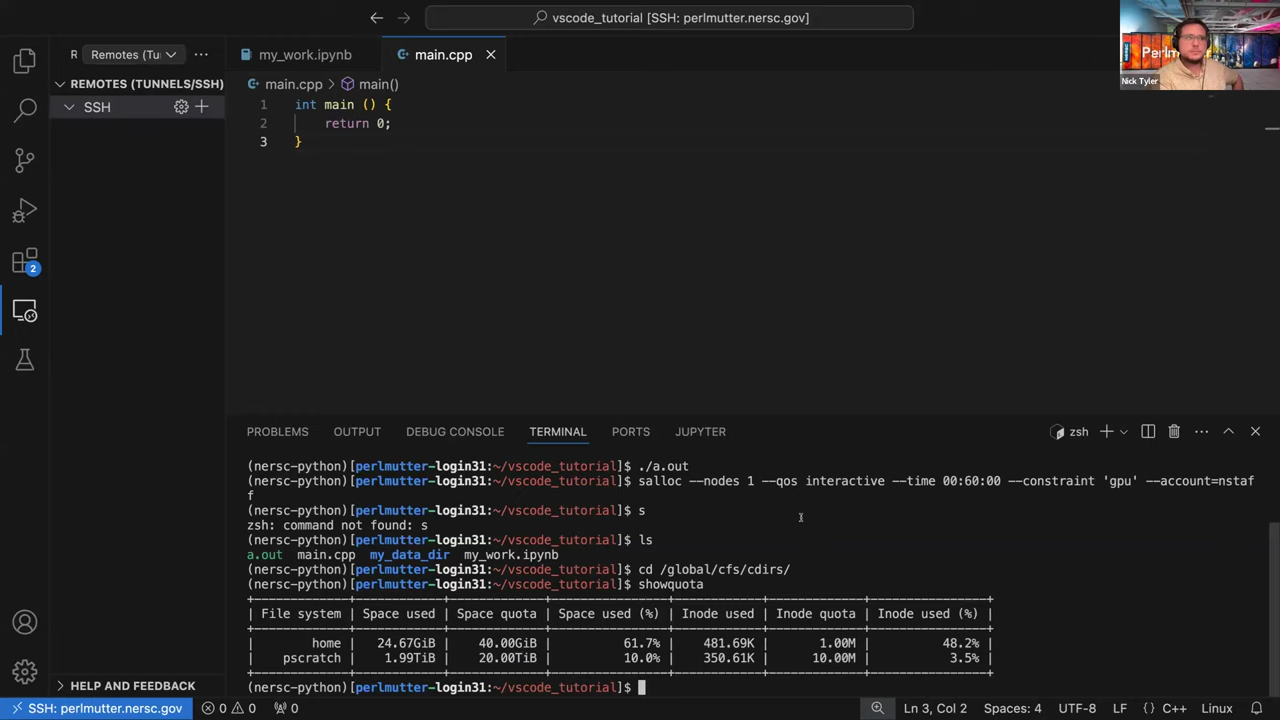 vscode_tutorial [SSH: perlmutter.nersc.gov]
Perlm
Nick Tyler
R Remotes (Tu ···
my_work.ipynb
main.cpp
REMOTES (TUNNELS/SSH)
SSH
main.cpp > main()
1 int main () {
2 return 0;
3 }
2
PROBLEMS OUTPUT DEBUG CONSOLE TERMINAL PORTS JUPYTER
zsh
(nersc-python)[perlmutter-login31:~/vscode_tutorial]$ ./a.out
(nersc-python)[perlmutter-login31:~/vscode_tutorial]$ salloc --nodes 1 --qos interactive --time 00:60:00 --constraint 'gpu' --account=nstaf
f
(nersc-python)[perlmutter-login31:~/vscode_tutorial]$ s
zsh: command not found: s
(nersc-python)[perlmutter-login31:~/vscode_tutorial]$ ls
a.out main.cpp my_data_dir my_work.ipynb
(nersc-python)[perlmutter-login31:~/vscode_tutorial]$ cd /global/cfs/cdirs/
(nersc-python)[perlmutter-login31:~/vscode_tutorial]$ showquota
| File system | Space used | Space quota | Space used (%) | Inode used | Inode quota | Inode used (%) |
| home | 24.67GiB | 40.00GiB | 61.7% | 481.69K | 1.00M | 48.2% |
| pscratch | 1.99TiB | 20.00TiB | 10.0% | 350.61K | 10.00M | 3.5% |
(nersc-python)[perlmutter-login31:~/vscode_tutorial]$
HELP AND FEEDBACK
SSH: perlmutter.nersc.gov 0 0 0 Ln 3, Col 2 Spaces: 4 UTF-8 LF {} C++ Linux